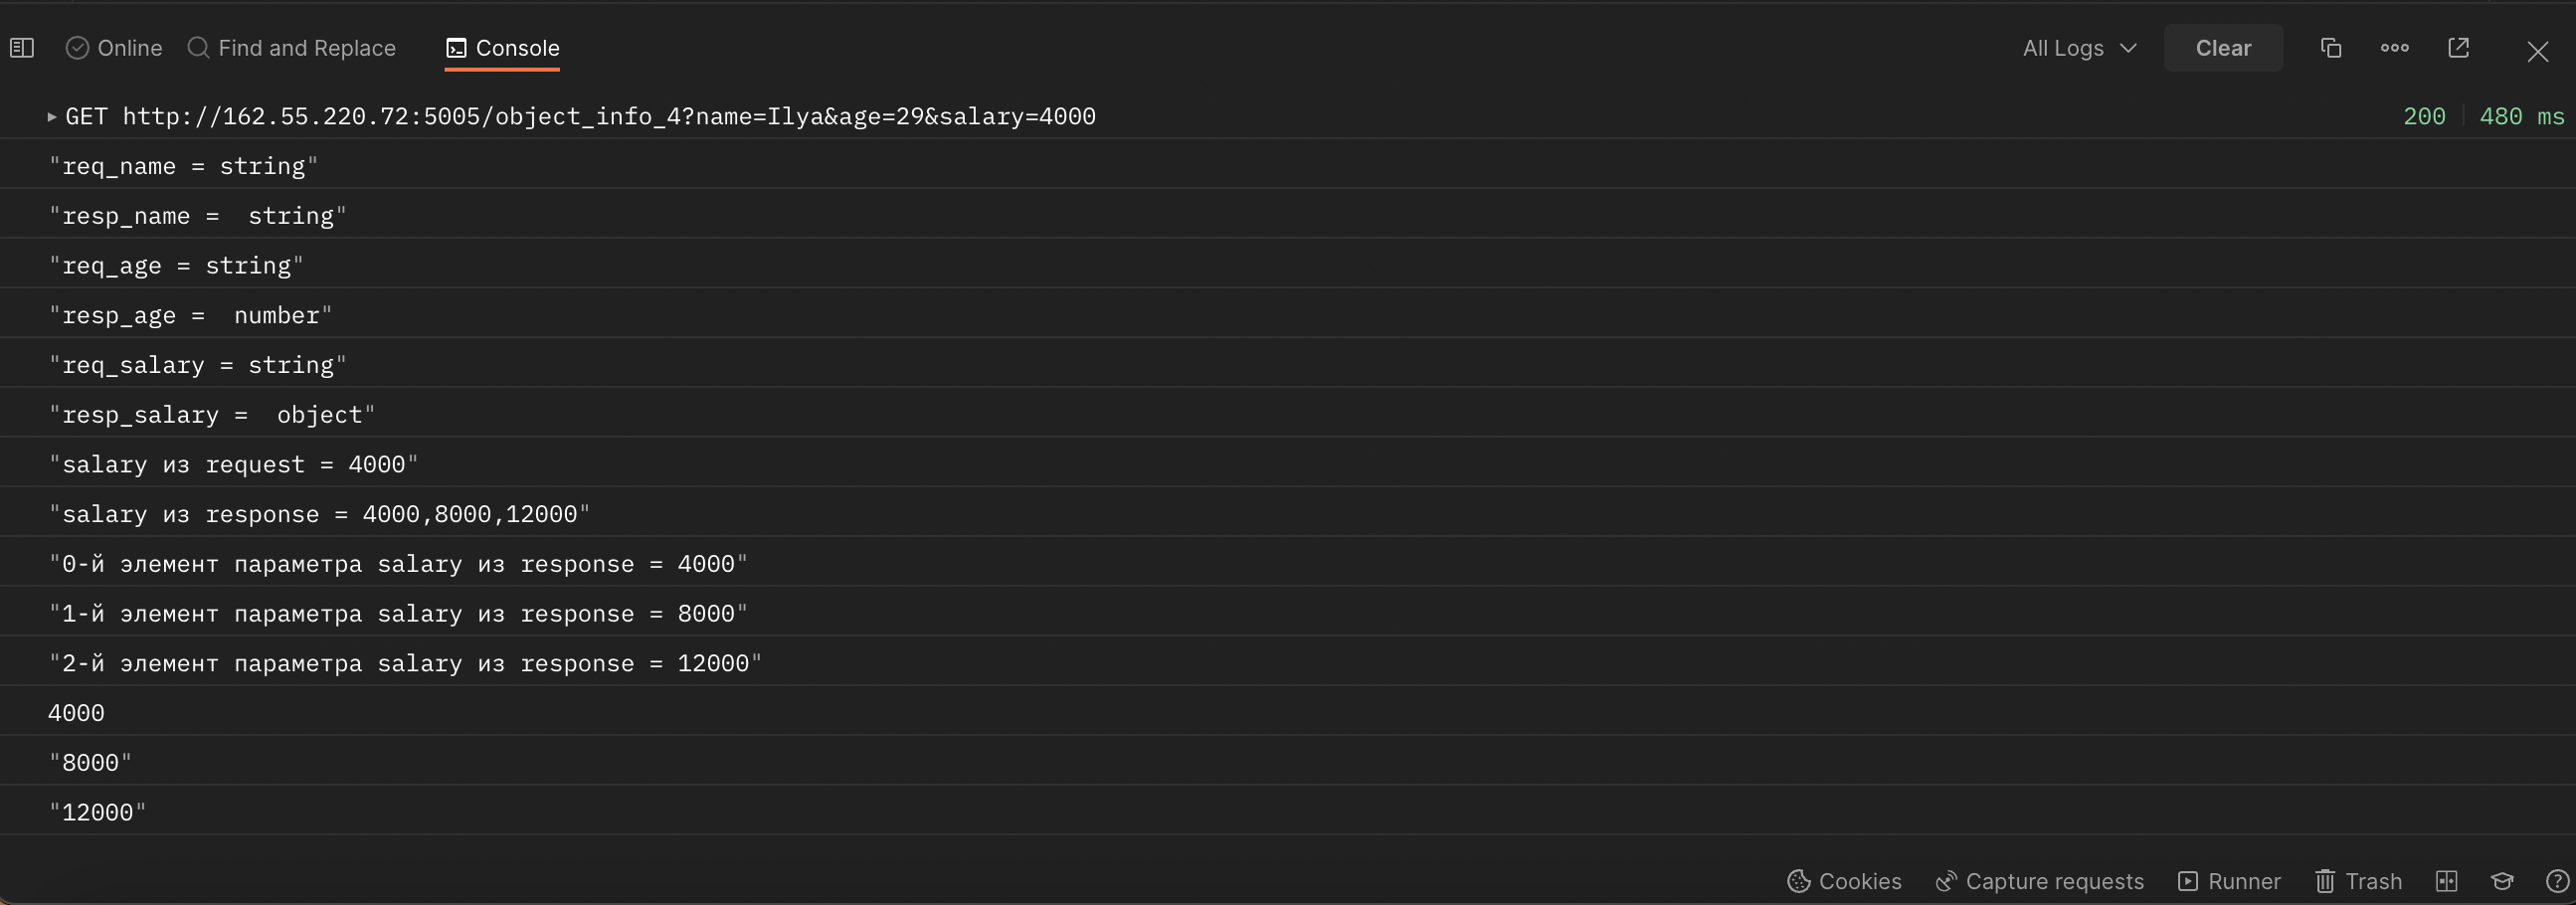 Online Find and Replace Console All Logs Clear
GET http://162.55.220.72:5005/object_info_4?name=Ilya&age=29&salary=4000 200 480 ms
"req_name = string"
"resp_name =  string"
"req_age = string"
"resp_age =  number"
"req_salary = string"
"resp_salary =  object"
"salary из request = 4000"
"salary из response = 4000,8000,12000"
"0-й элемент параметра salary из response = 4000"
"1-й элемент параметра salary из response = 8000"
"2-й элемент параметра salary из response = 12000"
4000
"8000"
"12000"
Cookies Capture requests Runner Trash